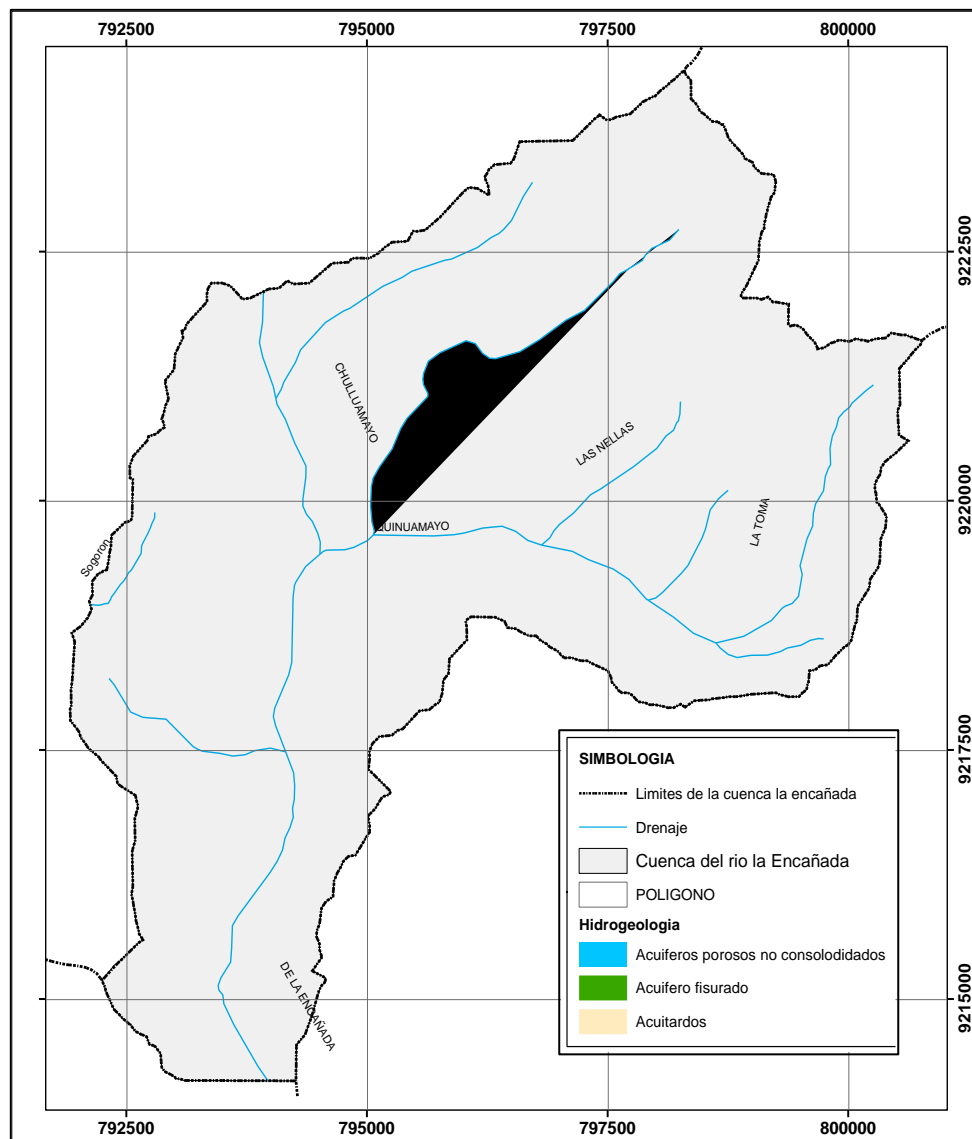 792500 795000 797500 800000
9222500
CHULLUAMAYO
LAS NELLAS
9220000
QUINUAMAYO
LA TOMA
Sogoron
9217500
SIMBOLOGIA
Limites de la cuenca la encañada
Drenaje
Cuenca del rio la Encañada
POLIGONO
Hidrogeologia
Acuiferos porosos no consolodidados
Acuifero fisurado
Acuitardos
DE LA ENCAÑADA
9215000
792500 795000 797500 800000